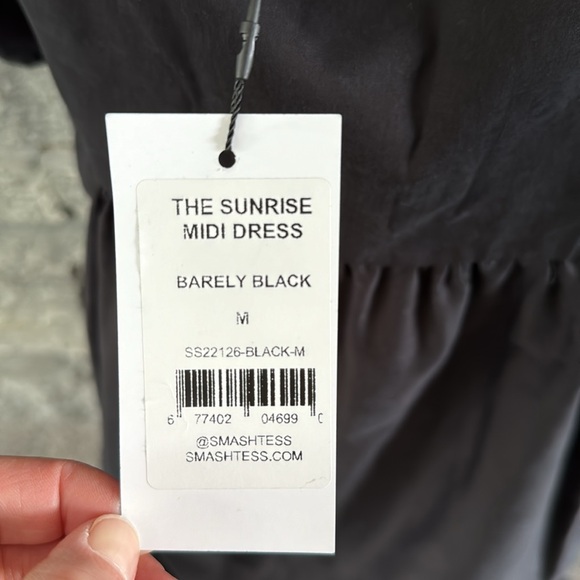 THE SUNRISE
MIDI DRESS
BARELY BLACK
M
SS22126-BLACK-M
6 77402 04699 0
@SMASHTESS
SMASHTESS.COM